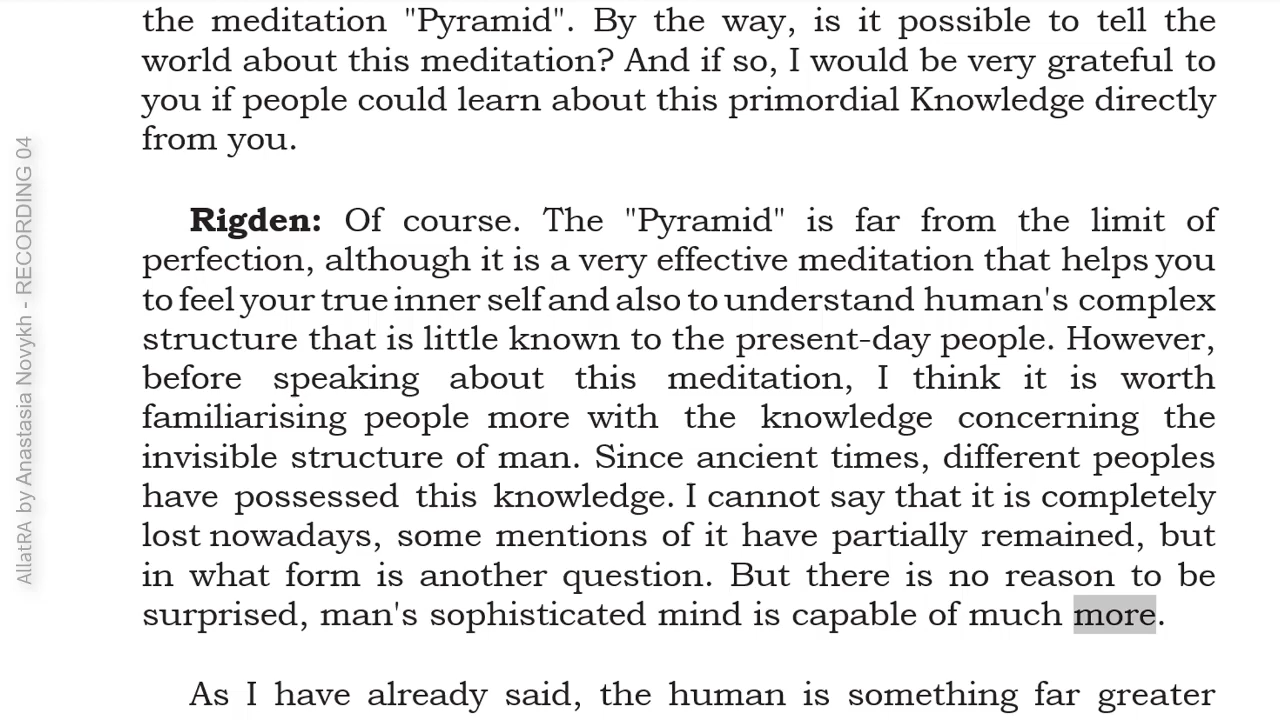 the meditation "Pyramid". By the way, is it possible to tell the
world about this meditation? And if so, I would be very grateful to
you if people could learn about this primordial Knowledge directly
from you.
Rigden: Of course. The "Pyramid" is far from the limit of
perfection, although it is a very effective meditation that helps you
to feel your true inner self and also to understand human's complex
structure that is little known to the present-day people. However,
before speaking about this meditation, I think it is worth
familiarising people more with the knowledge concerning the
invisible structure of man. Since ancient times, different peoples
have possessed this knowledge. I cannot say that it is completely
lost nowadays, some mentions of it have partially remained, but
in what form is another question. But there is no reason to be
surprised, man's sophisticated mind is capable of much more.
As I have already said, the human is something far greater
AllatRA by Anastasia Novykh - RECORDING 04